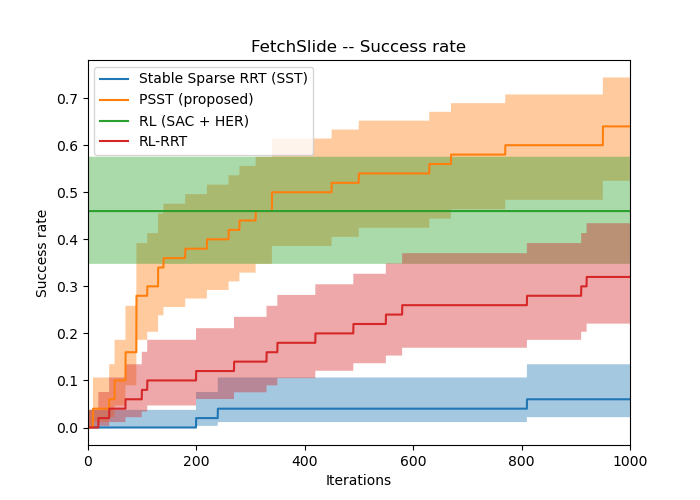 FetchSlide -- Success rate
Stable Sparse RRT (SST)
PSST (proposed)
RL (SAC + HER)
RL-RRT
Success rate
0.7
0.6
0.5
0.4
0.3
0.2
0.1
0.0
0 200 400 600 800 1000
Iterations